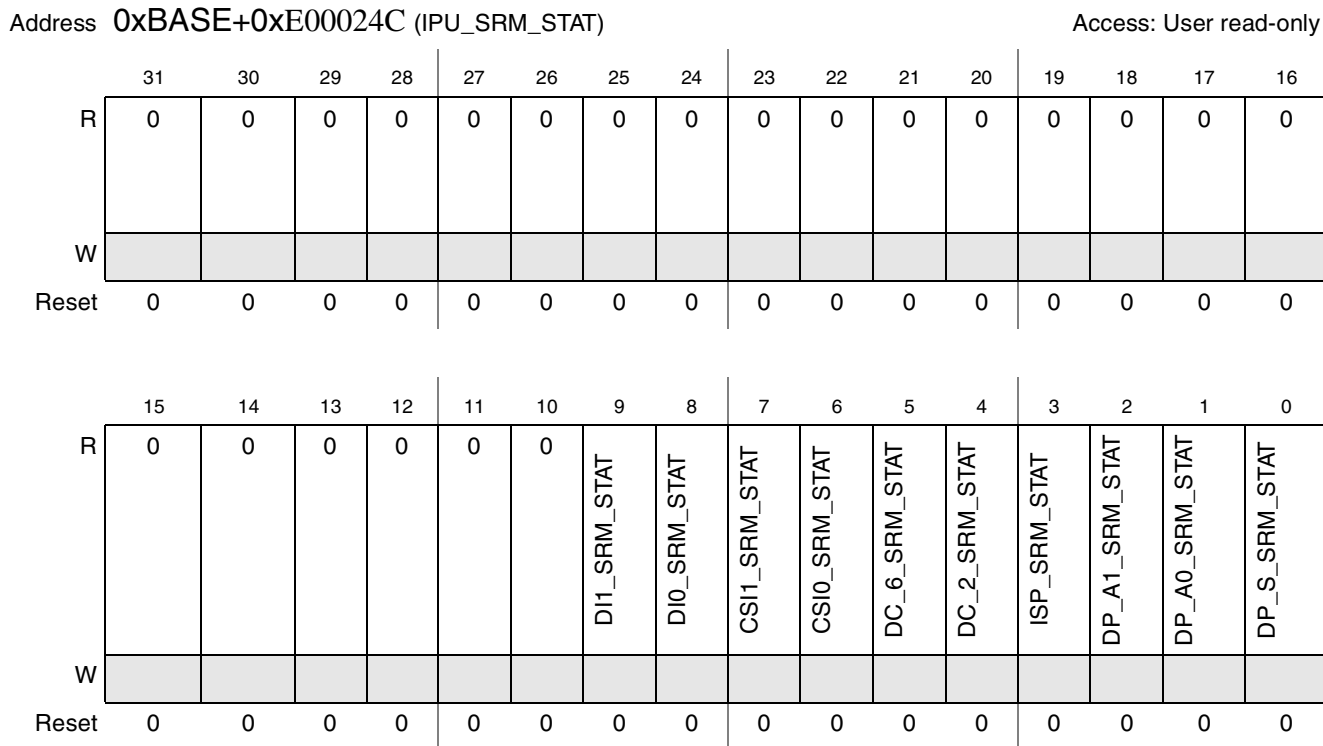 Address 0xBASE+0xE00024C (IPU_SRM_STAT) Access: User read-only
31 30 29 28 27 26 25 24 23 22 21 20 19 18 17 16
R 0 0 0 0 0 0 0 0 0 0 0 0 0 0 0 0
W
Reset 0 0 0 0 0 0 0 0 0 0 0 0 0 0 0 0
15 14 13 12 11 10 9 8 7 6 5 4 3 2 1 0
R 0 0 0 0 0 0 DI1_SRM_STAT DI0_SRM_STAT CSI1_SRM_STAT CSI0_SRM_STAT DC_6_SRM_STAT DC_2_SRM_STAT ISP_SRM_STAT DP_A1_SRM_STAT DP_A0_SRM_STAT DP_S_SRM_STAT
W
Reset 0 0 0 0 0 0 0 0 0 0 0 0 0 0 0 0